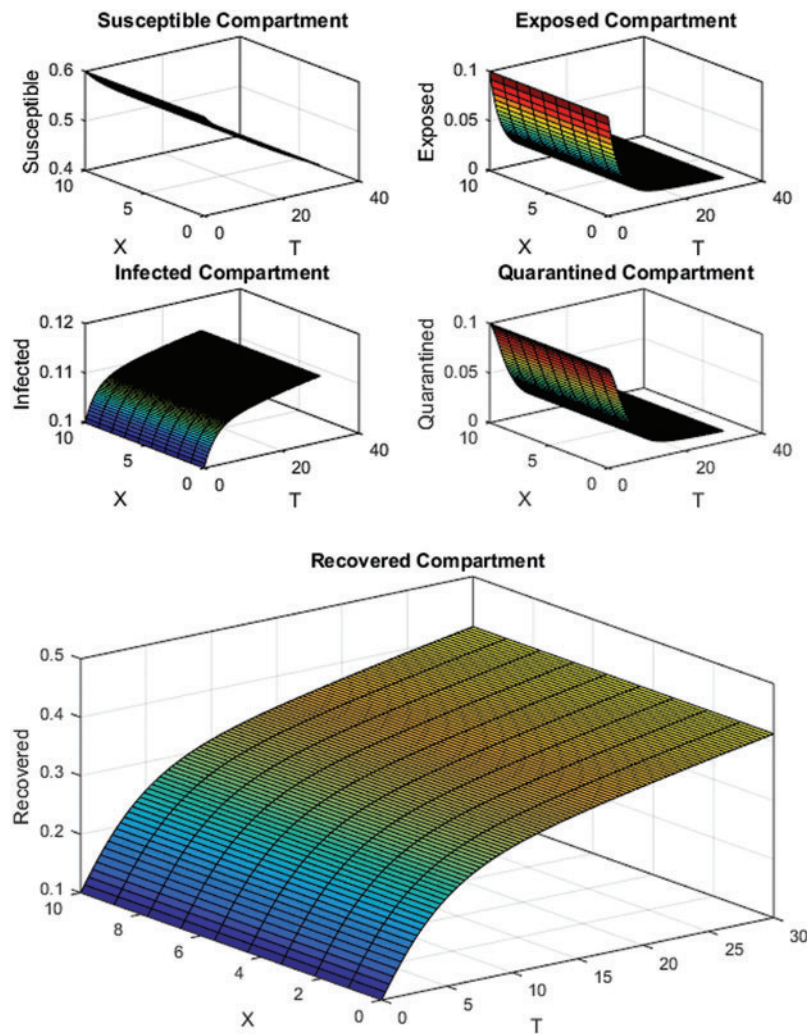 Susceptible Compartment
Susceptible
0.6
0.5
0.4
10
5
0
X
0
20
40
T
Exposed Compartment
Exposed
0.1
0.05
0
10
5
0
X
0
20
40
T
Infected Compartment
Infected
0.12
0.11
0.1
10
5
0
X
0
20
40
T
Quarantined Compartment
Quarantined
0.1
0.05
0
10
5
0
X
0
20
40
T
Recovered Compartment
Recovered
0.5
0.4
0.3
0.2
0.1
10
8
6
4
2
0
X
0
5
10
15
20
25
30
T